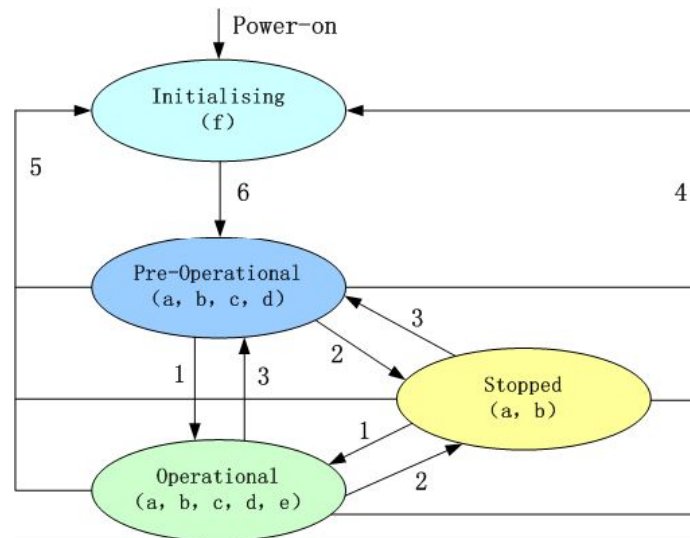 Power-on
Initialising
(f)
5
6
4
Pre-Operational
(a, b, c, d)
3
2
1
3
Stopped
(a, b)
1
Operational
(a, b, c, d, e)
2